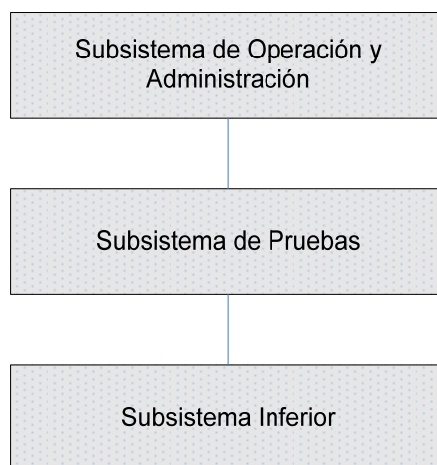 Subsistema de Operación y
Administración
Subsistema de Pruebas
Subsistema Inferior